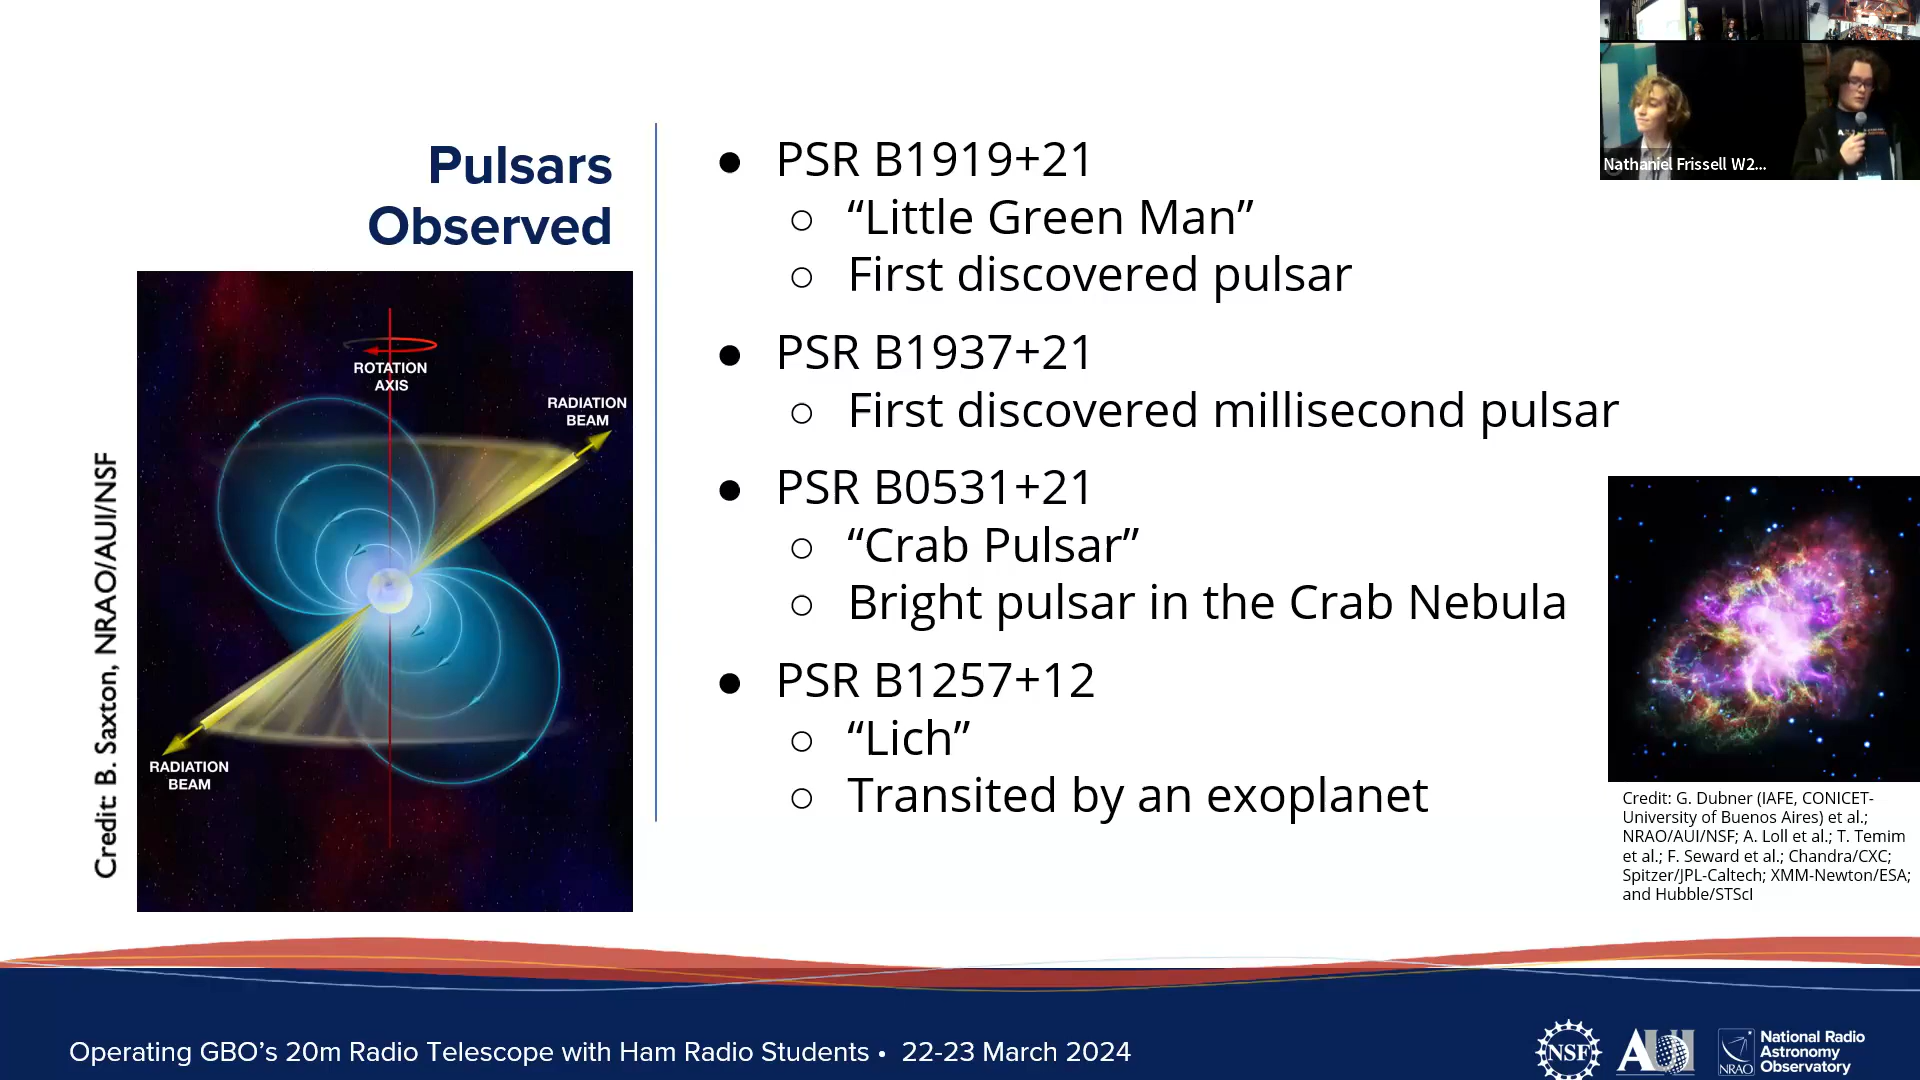 Pulsars
Observed
Credit: B. Saxton, NRAO/AUI/NSF
ROTATION
AXIS
RADIATION
BEAM
RADIATION
BEAM
● PSR B1919+21
○ “Little Green Man”
○ First discovered pulsar
● PSR B1937+21
○ First discovered millisecond pulsar
● PSR B0531+21
○ “Crab Pulsar”
○ Bright pulsar in the Crab Nebula
● PSR B1257+12
○ “Lich”
○ Transited by an exoplanet
Nathaniel Frissell W2...
Credit: G. Dubner (IAFE, CONICET-
University of Buenos Aires) et al.;
NRAO/AUI/NSF; A. Loll et al.; T. Temim
et al.; F. Seward et al.; Chandra/CXC;
Spitzer/JPL-Caltech; XMM-Newton/ESA;
and Hubble/STScI
Operating GBO’s 20m Radio Telescope with Ham Radio Students • 22-23 March 2024
NSF
AUI
NRAO
National Radio
Astronomy
Observatory